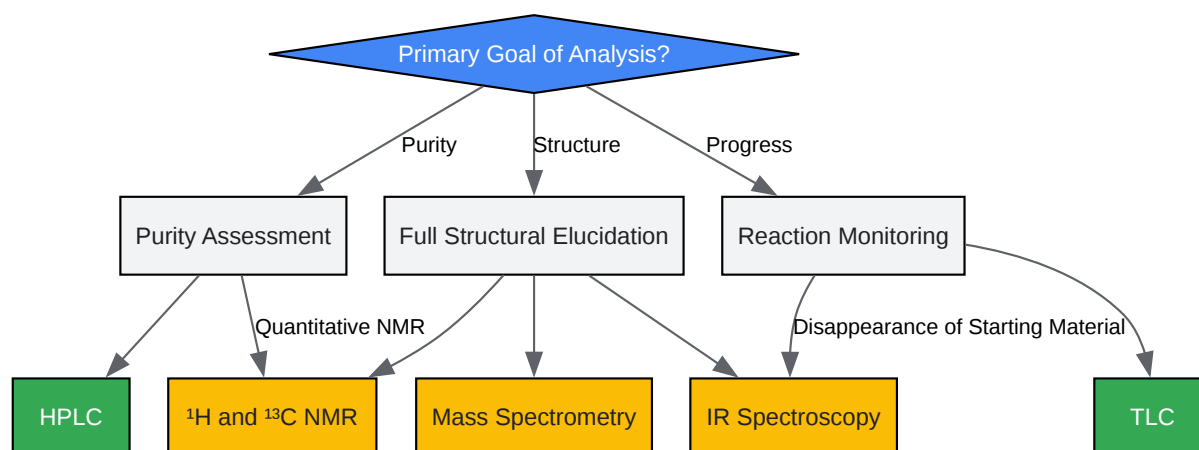 Primary Goal of Analysis?
Purity
Structure
Progress
Purity Assessment
Full Structural Elucidation
Reaction Monitoring
Quantitative NMR
Disappearance of Starting Material
HPLC
¹H and ¹³C NMR
Mass Spectrometry
IR Spectroscopy
TLC